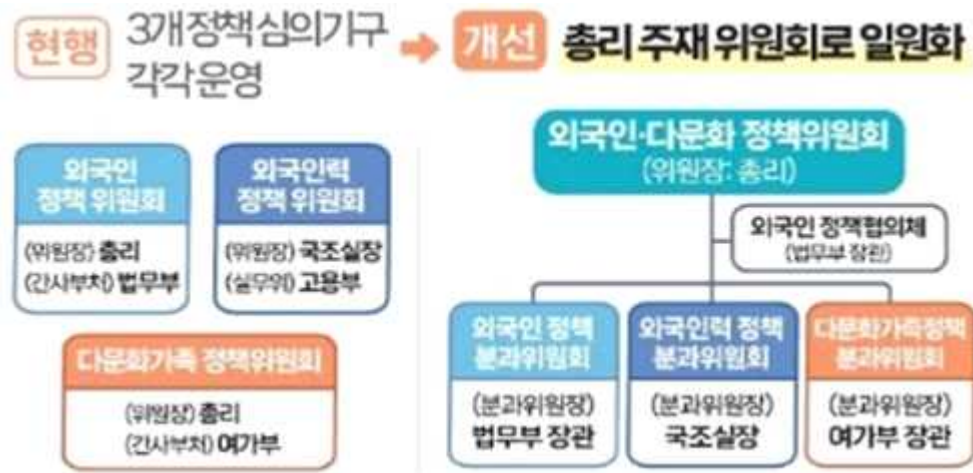 현행 3개 정책 심의기구
각각 운영
개선 총리 주재 위원회로 일원화
외국인
정책 위원회
(위원장) 총리
(간사부처) 법무부
외국인력
정책 위원회
(위원장) 국조실장
(실무위) 고용부
다문화가족 정책위원회
(위원장) 총리
(간사부처) 여가부
외국인·다문화 정책위원회
(위원장: 총리)
외국인 정책협의체
(법무부 장관)
외국인 정책
분과위원회
(분과위원장)
법무부 장관
외국인력 정책
분과위원회
(분과위원장)
국조실장
다문화가족정책
분과위원회
(분과위원장)
여가부 장관